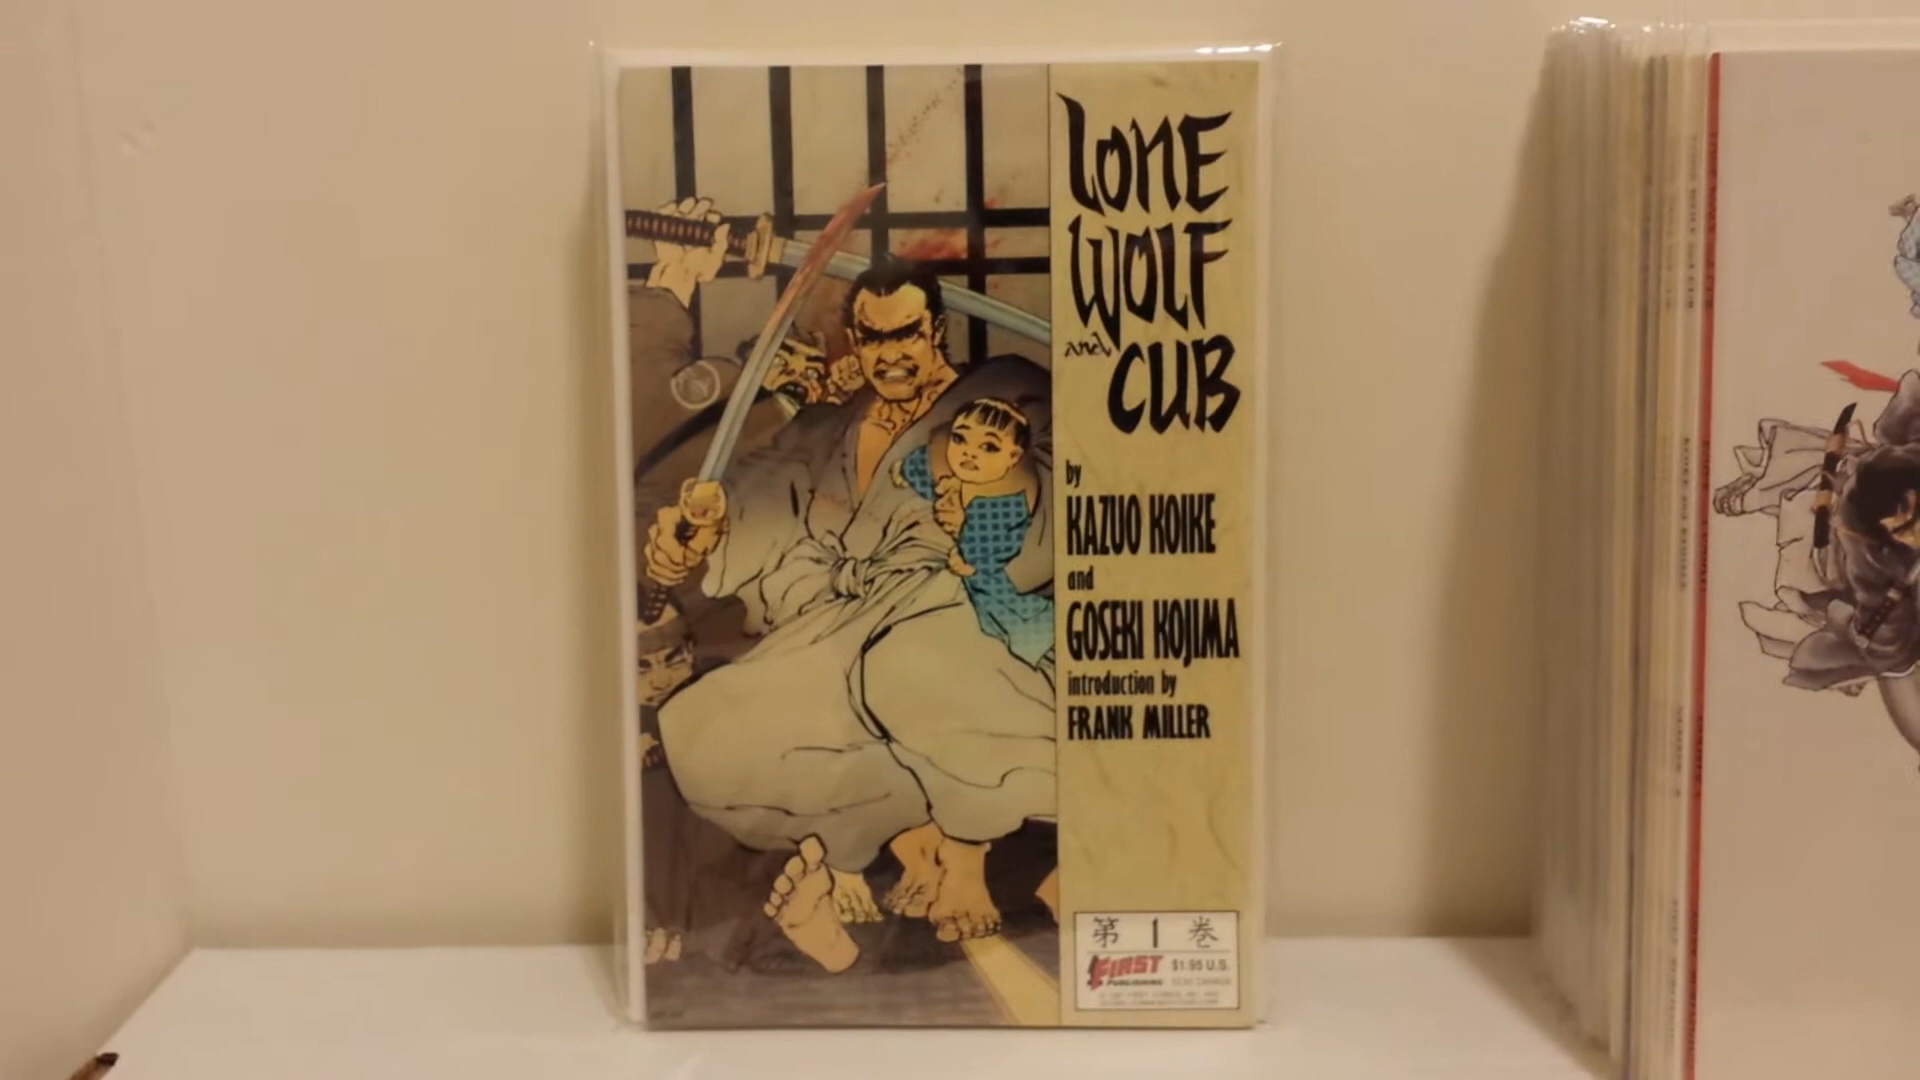 LONE
WOLF
and CUB
by
KAZUO KOIKE
and
GOSEKI KOJIMA
introduction by
FRANK MILLER
第 1 巻
FIRST $1.95 U.S.
PUBLISHING